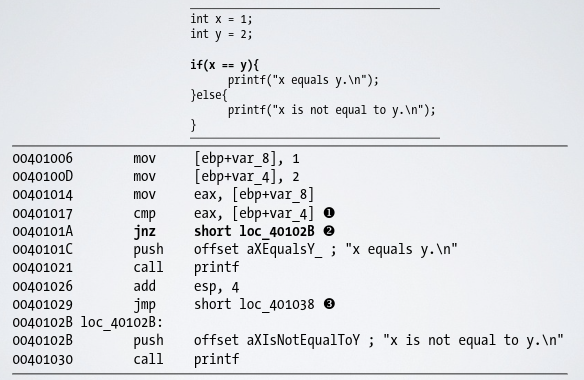 int x = 1;
int y = 2;
if(x == y){
printf("x equals y.\n");
}else{
printf("x is not equal to y.\n");
}
00401006 mov [ebp+var_8], 1
0040100D mov [ebp+var_4], 2
00401014 mov eax, [ebp+var_8]
00401017 cmp eax, [ebp+var_4] ❶
0040101A jnz short loc_40102B ❷
0040101C push offset aXEqualsY_ ; "x equals y.\n"
00401021 call printf
00401026 add esp, 4
00401029 jmp short loc_401038 ❸
0040102B loc_40102B:
0040102B push offset aXIsNotEqualToY ; "x is not equal to y.\n"
00401030 call printf